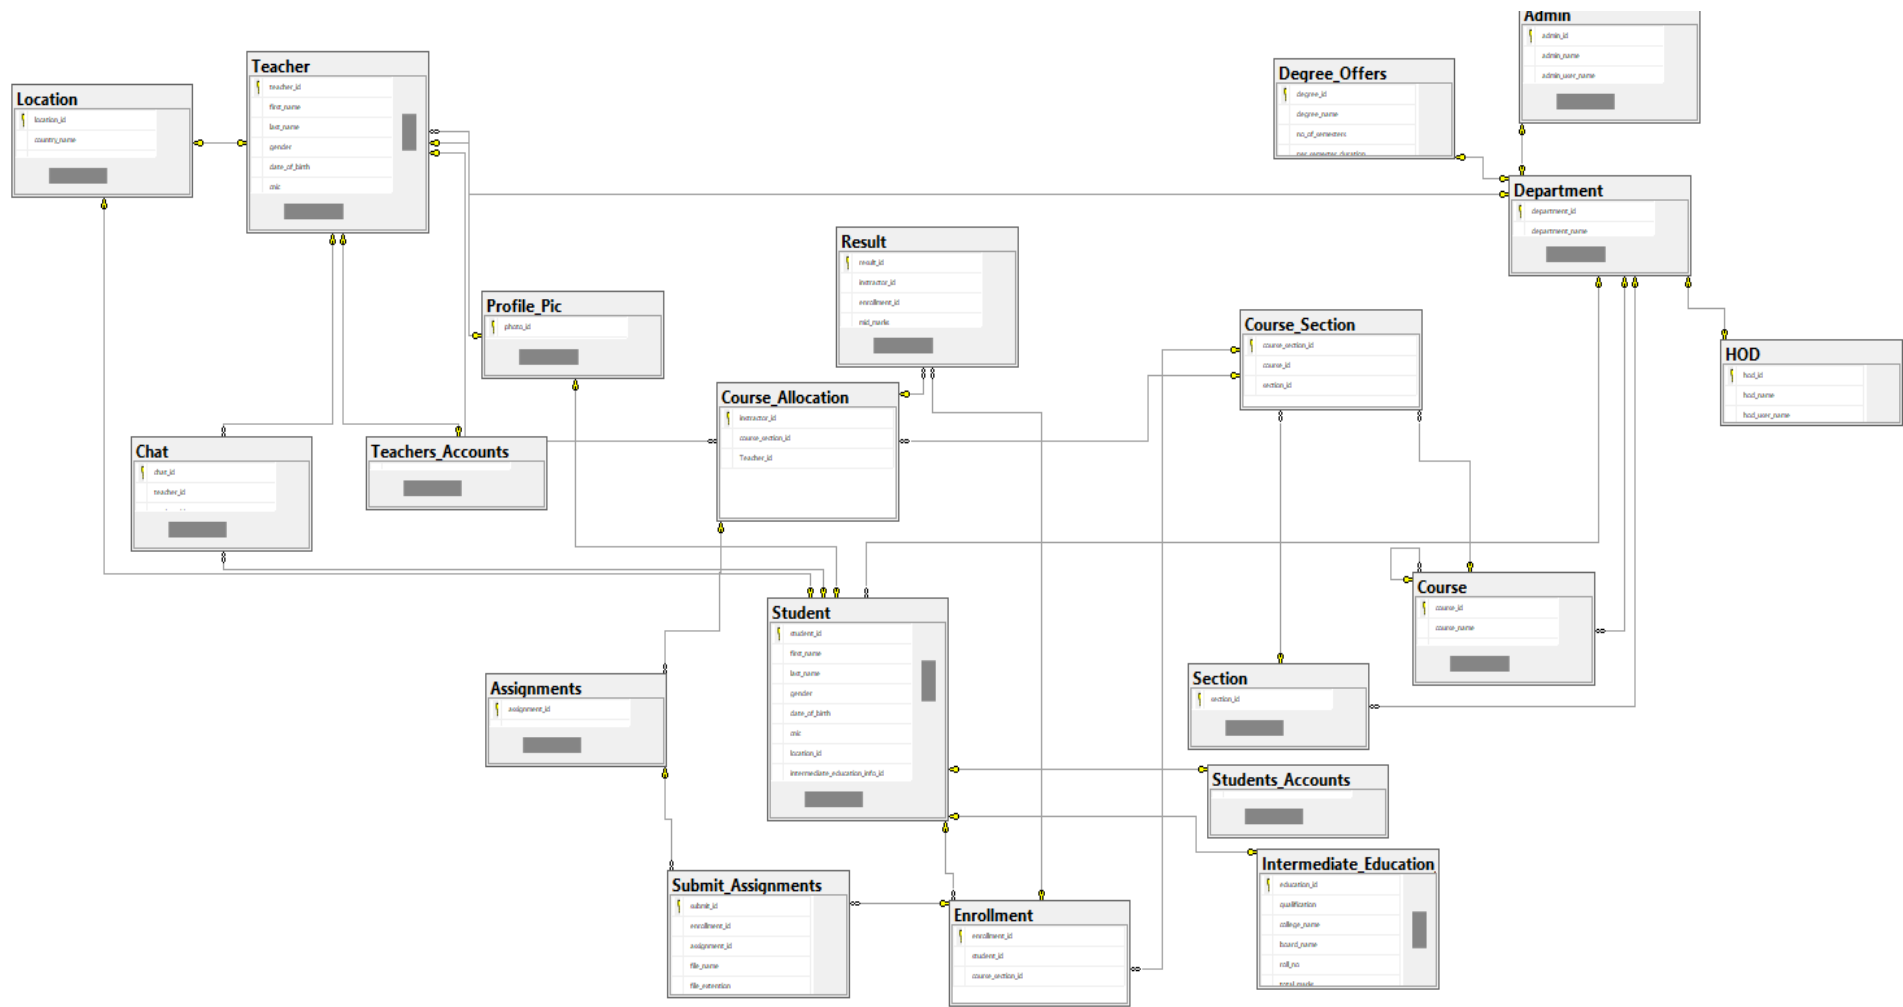 Admin
admin_id
admin_name
admin_user_name
Teacher
teacher_id
first_name
last_name
gender
date_of_birth
cnic
Degree_Offers
degree_id
degree_name
no_of_semesters
per_semester_duration
Location
location_id
country_name
Department
department_id
department_name
Result
result_id
instractor_id
enrollment_id
mid_marks
Profile_Pic
photo_id
Course_Section
course_section_id
course_id
section_id
HOD
hod_id
hod_name
hod_user_name
Course_Allocation
instractor_id
course_section_id
Teacher_id
Chat
chat_id
teacher_id
Teachers_Accounts
Course
course_id
course_name
Student
student_id
first_name
last_name
gender
date_of_birth
cnic
location_id
intermediate_education_info_id
Section
section_id
Assignments
assignment_id
Students_Accounts
Intermediate_Education
education_id
qualification
college_name
board_name
roll_no
Submit_Assignments
submit_id
enrollment_id
assignment_id
file_name
file_extention
Enrollment
enrollment_id
student_id
course_section_id